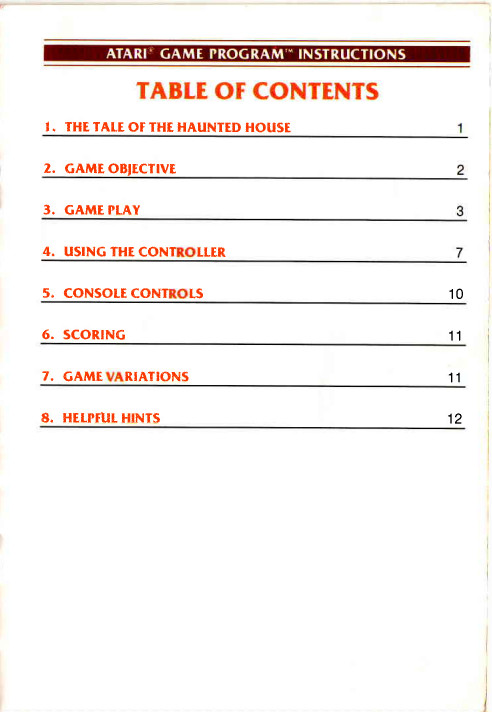 ATARI® GAME PROGRAM™ INSTRUCTIONS
TABLE OF CONTENTS
1. THE TALE OF THE HAUNTED HOUSE 1
2. GAME OBJECTIVE 2
3. GAME PLAY 3
4. USING THE CONTROLLER 7
5. CONSOLE CONTROLS 10
6. SCORING 11
7. GAME VARIATIONS 11
8. HELPFUL HINTS 12